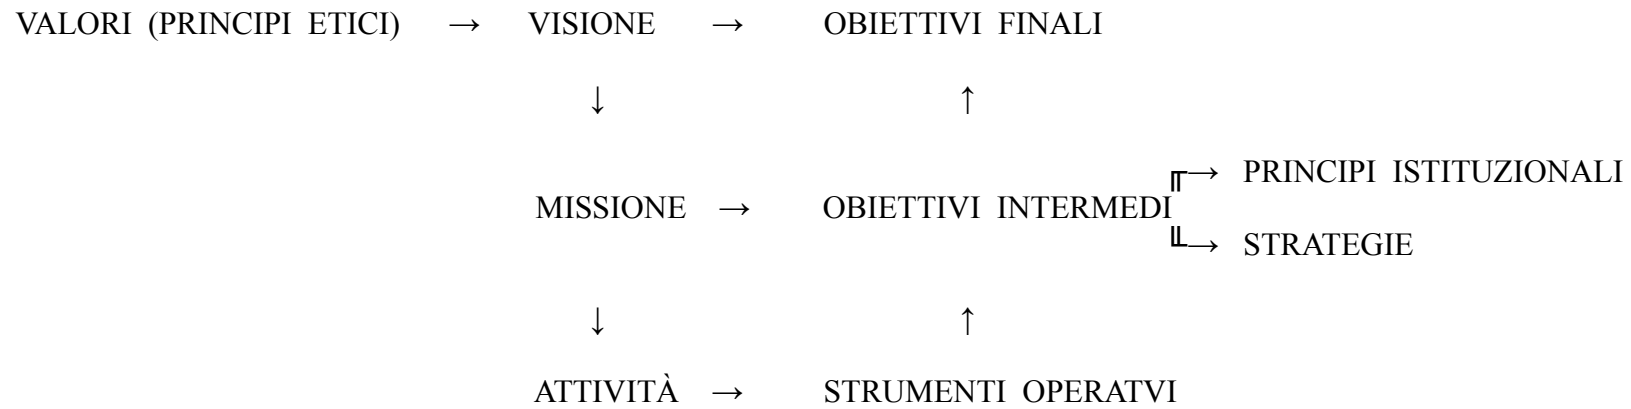 VALORI (PRINCIPI ETICI) → VISIONE → OBIETTIVI FINALI
↓ ↑
╓→ PRINCIPI ISTITUZIONALI
MISSIONE → OBIETTIVI INTERMEDI
╙→ STRATEGIE
↓ ↑
ATTIVITÀ → STRUMENTI OPERATVI